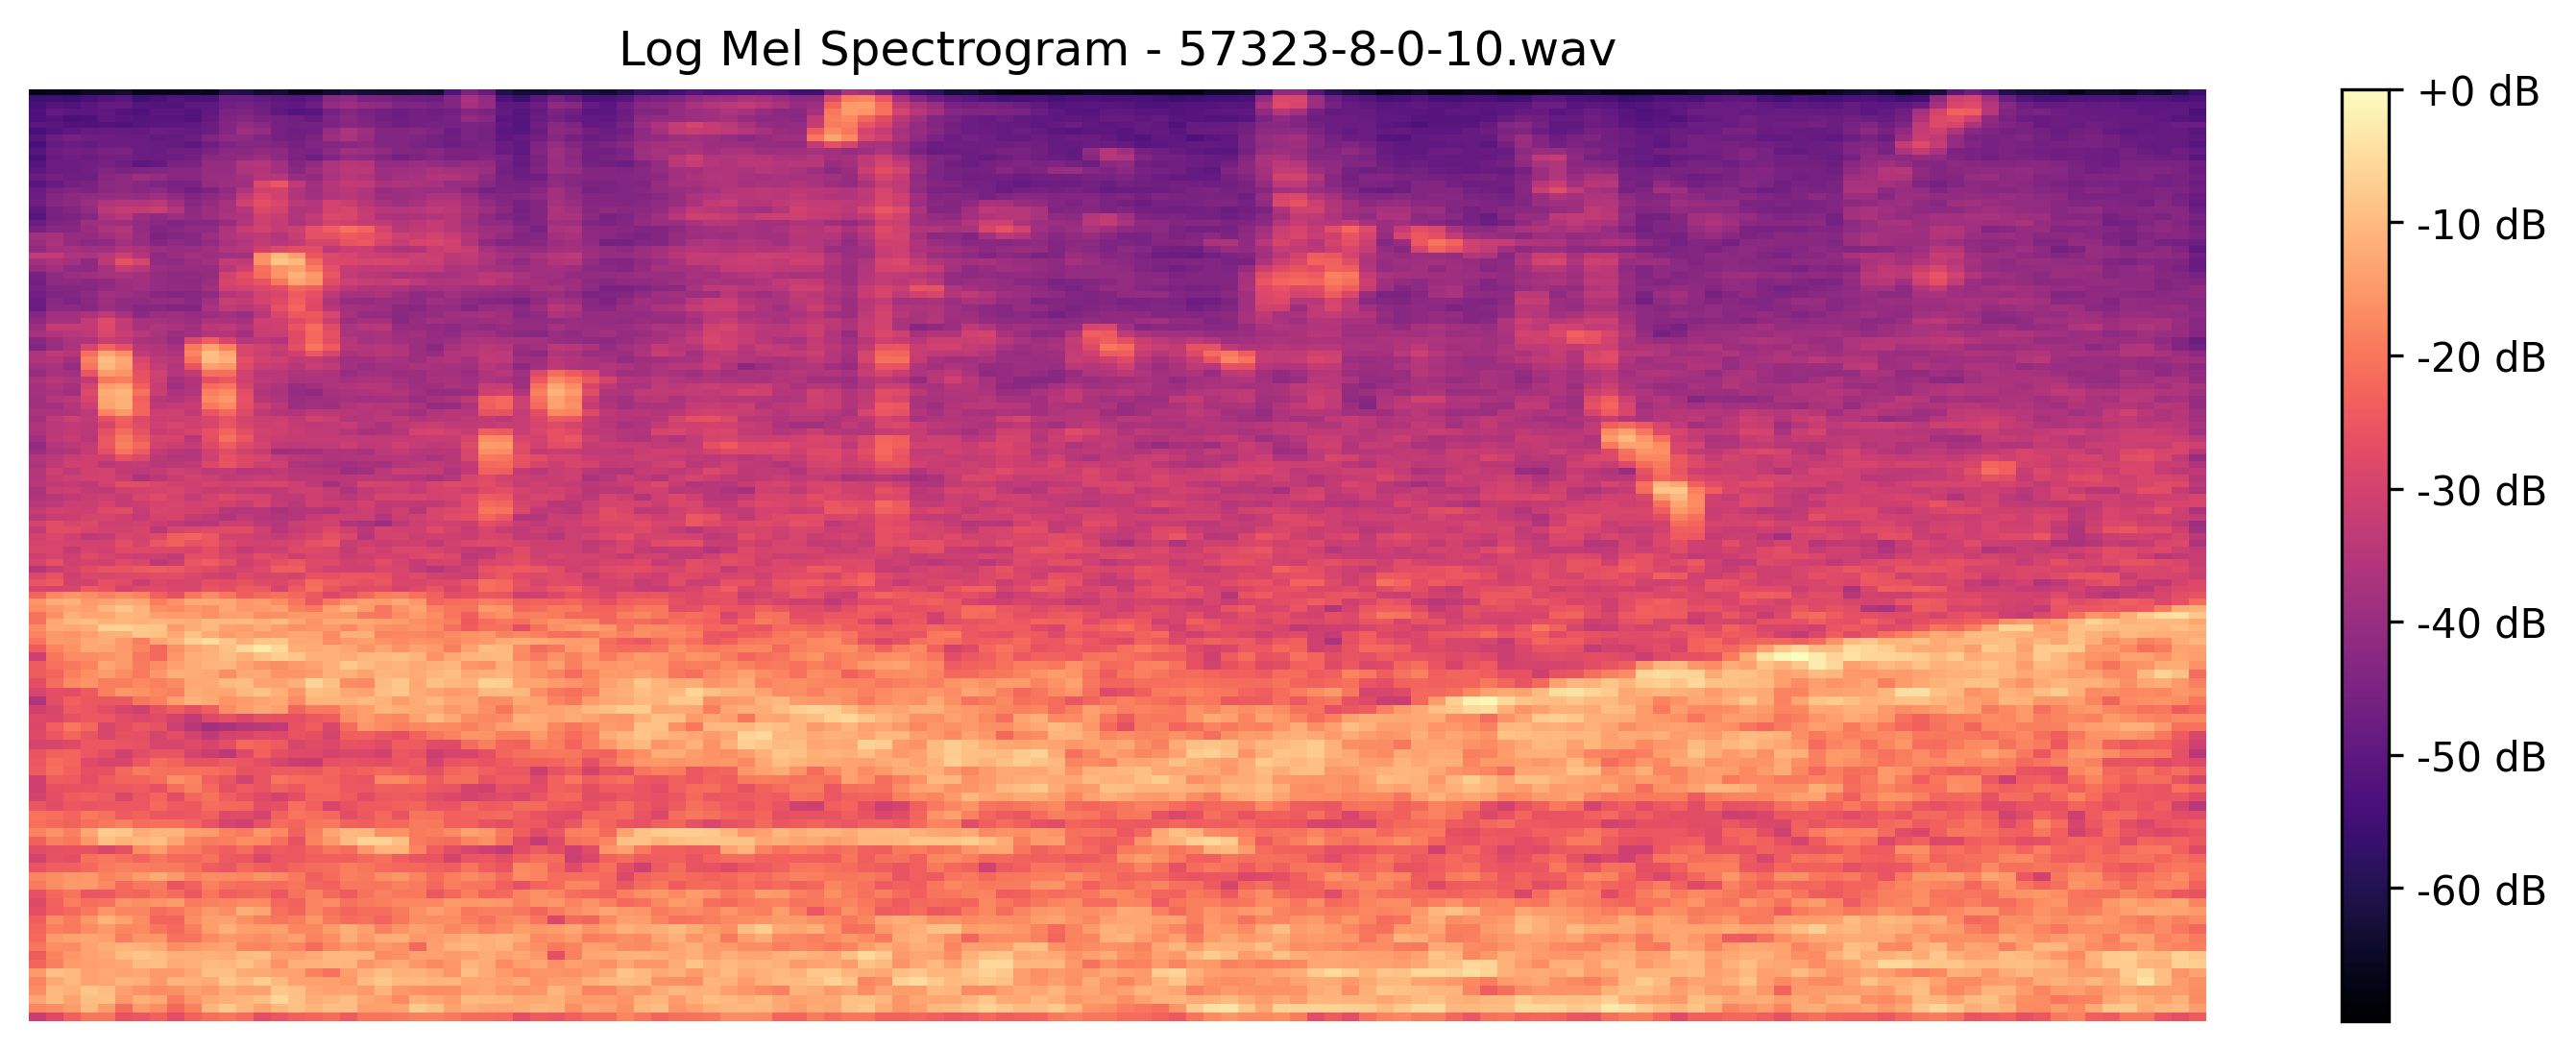 Log Mel Spectrogram - 57323-8-0-10.wav
+0 dB
-10 dB
-20 dB
-30 dB
-40 dB
-50 dB
-60 dB